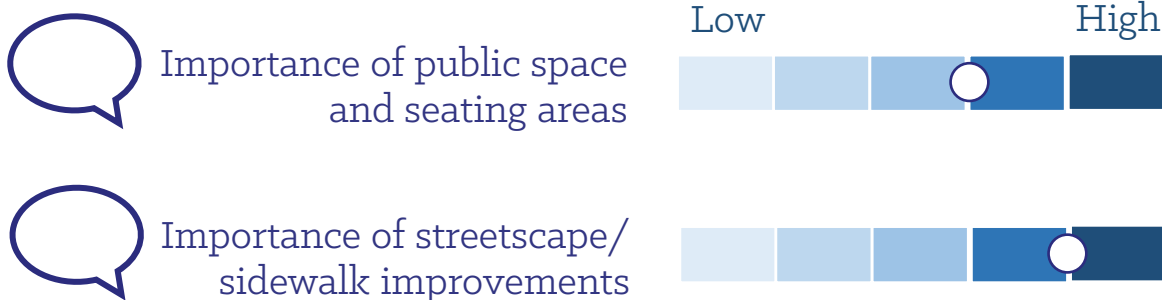 Low
High
Importance of public space
and seating areas
Importance of streetscape/
sidewalk improvements